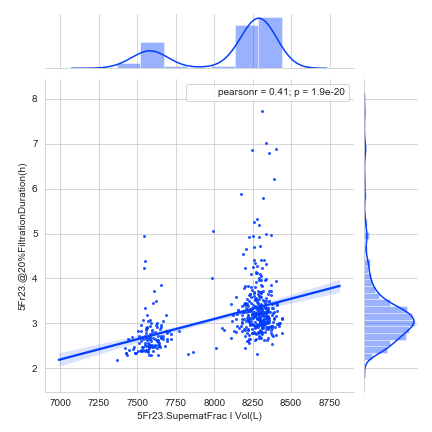 pearsonr = 0.41; p = 1.9e-20
8
7
6
5
4
3
2
5Fr23.@20%FiltrationDuration(h)
7000 7250 7500 7750 8000 8250 8500 8750
5Fr23.SupernatFrac I Vol(L)